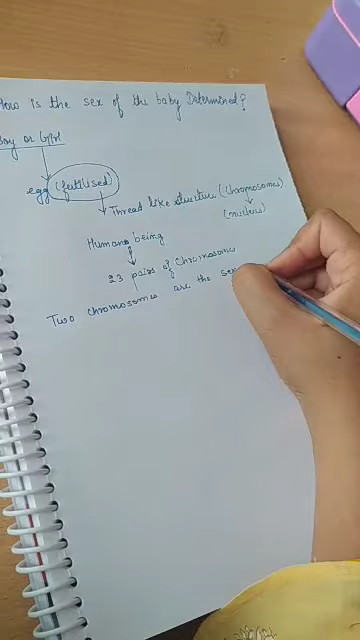 How is the sex of the baby Determined?
Boy or Girl
egg (fertilised)
Thread like structure (chromosomes)
(nucleus)
Human being
23 pairs of Chromosomes
Two chromosomes are the sex